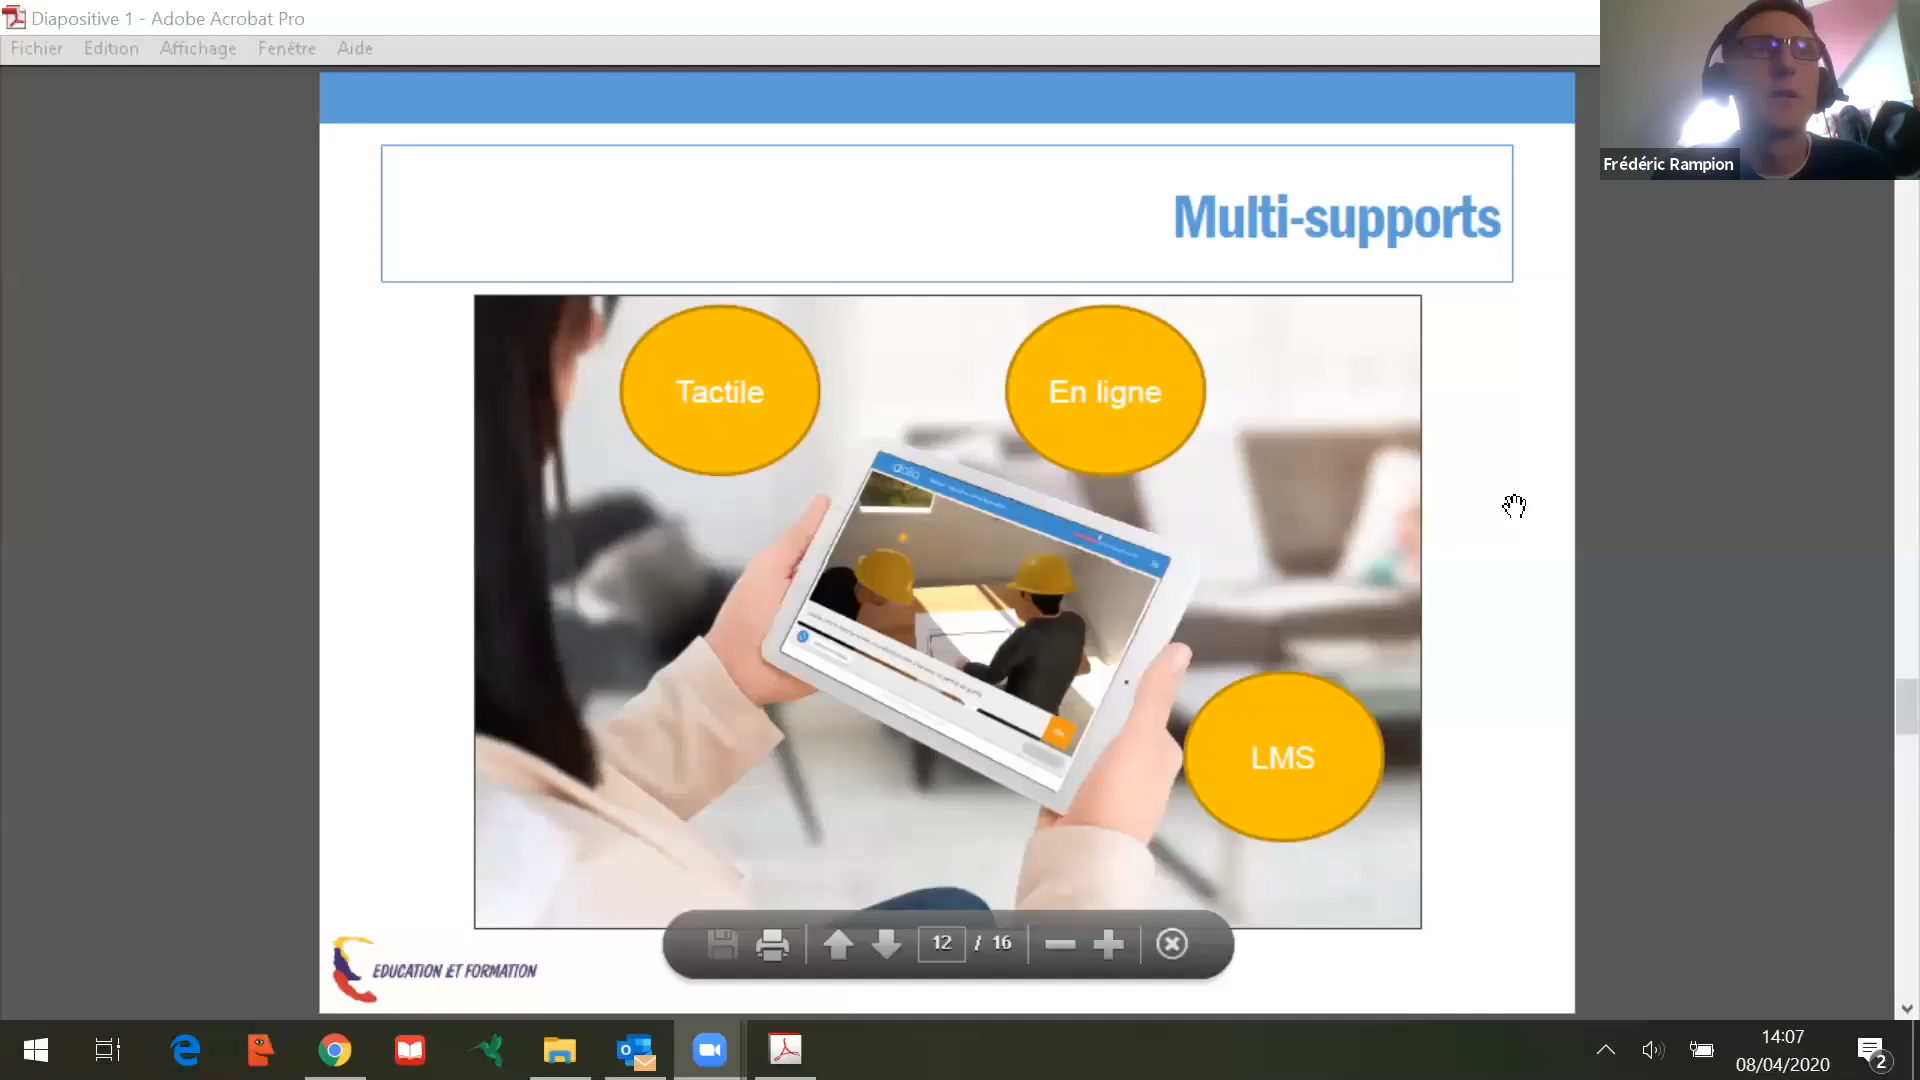 Diapositive 1 - Adobe Acrobat Pro
Fichier Edition Affichage Fenêtre Aide
Frédéric Rampion
Multi-supports
Tactile
En ligne
dalia
LMS
12 / 16
EDUCATION ET FORMATION
14:07
08/04/2020
2